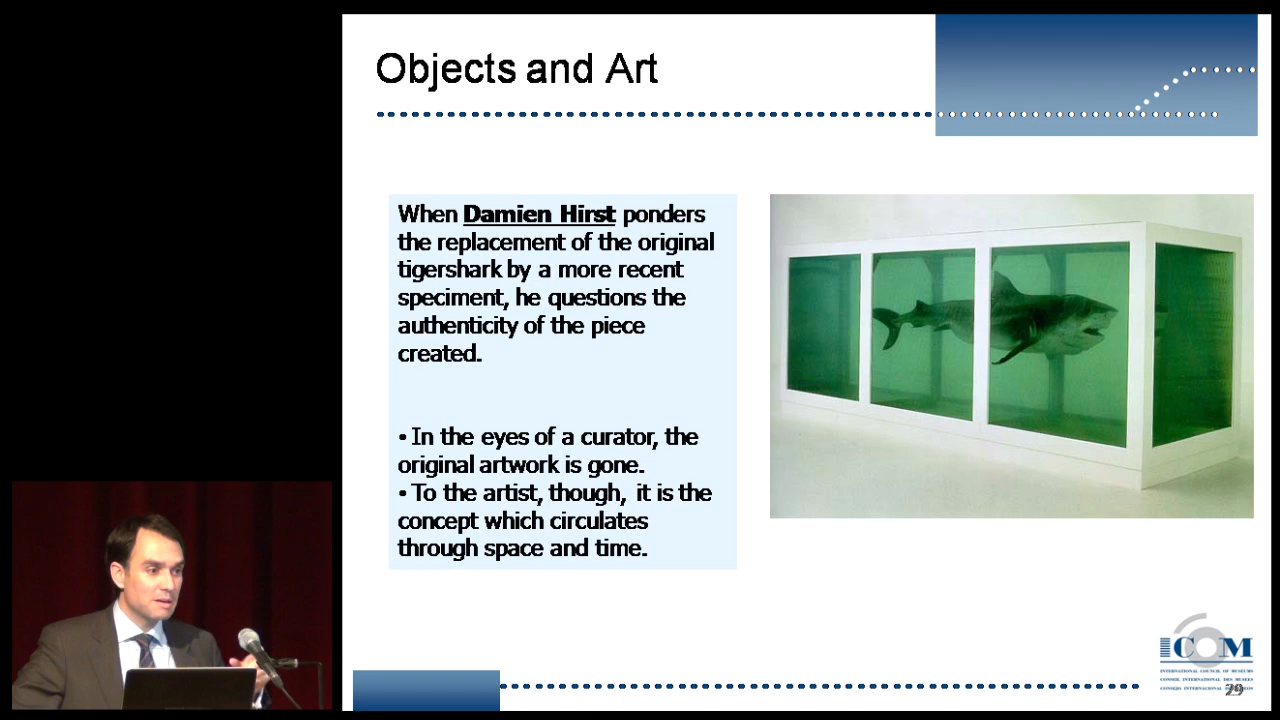 Objects and Art
When Damien Hirst ponders
the replacement of the original
tigershark by a more recent
speciment, he questions the
authenticity of the piece
created.
• In the eyes of a curator, the
original artwork is gone.
• To the artist, though, it is the
concept which circulates
through space and time.
ICOM
INTERNATIONAL COUNCIL OF MUSEUMS
CONSEIL INTERNATIONAL DES MUSEES
CONSEJO INTERNACIONAL DE
29